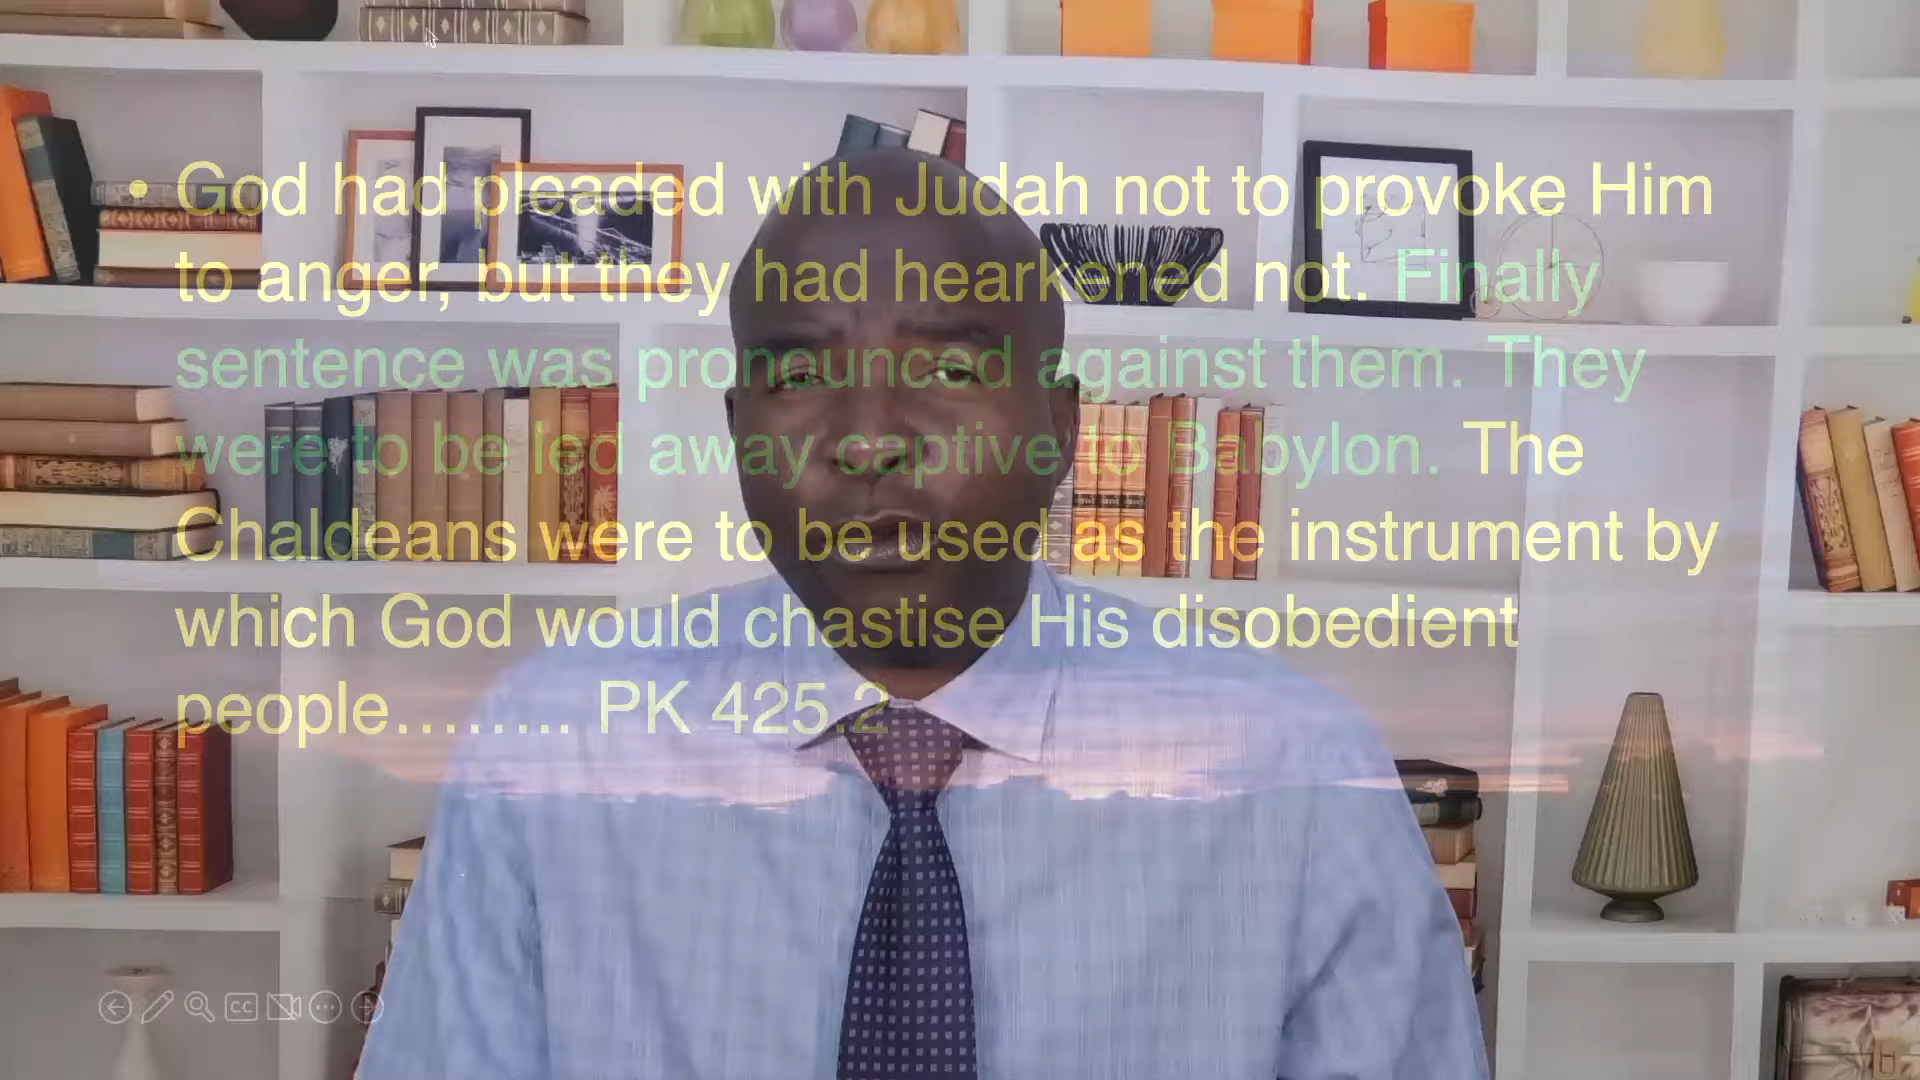 • God had pleaded with Judah not to provoke Him
to anger, but they had hearkened not. Finally
sentence was pronounced against them. They
were to be led away captive to Babylon. The
Chaldeans were to be used as the instrument by
which God would chastise His disobedient
people…….. PK 425.2
CC